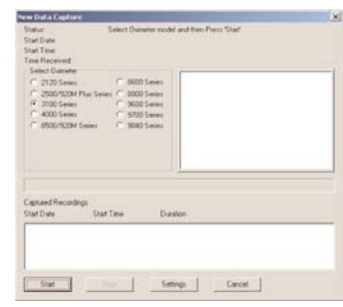 New Data Capture
Status: Select Oximeter model and then Press 'Start'
Start Date:
Start Time:
Time Received:
Select Oximeter
2120 Series
8600 Series
2500/920M Plus Series
8800 Series
3100 Series
9600 Series
4000 Series
9700 Series
8500/920M Series
9840 Series
Captured Recordings
Start Date Start Time Duration
Start Stop Settings Cancel